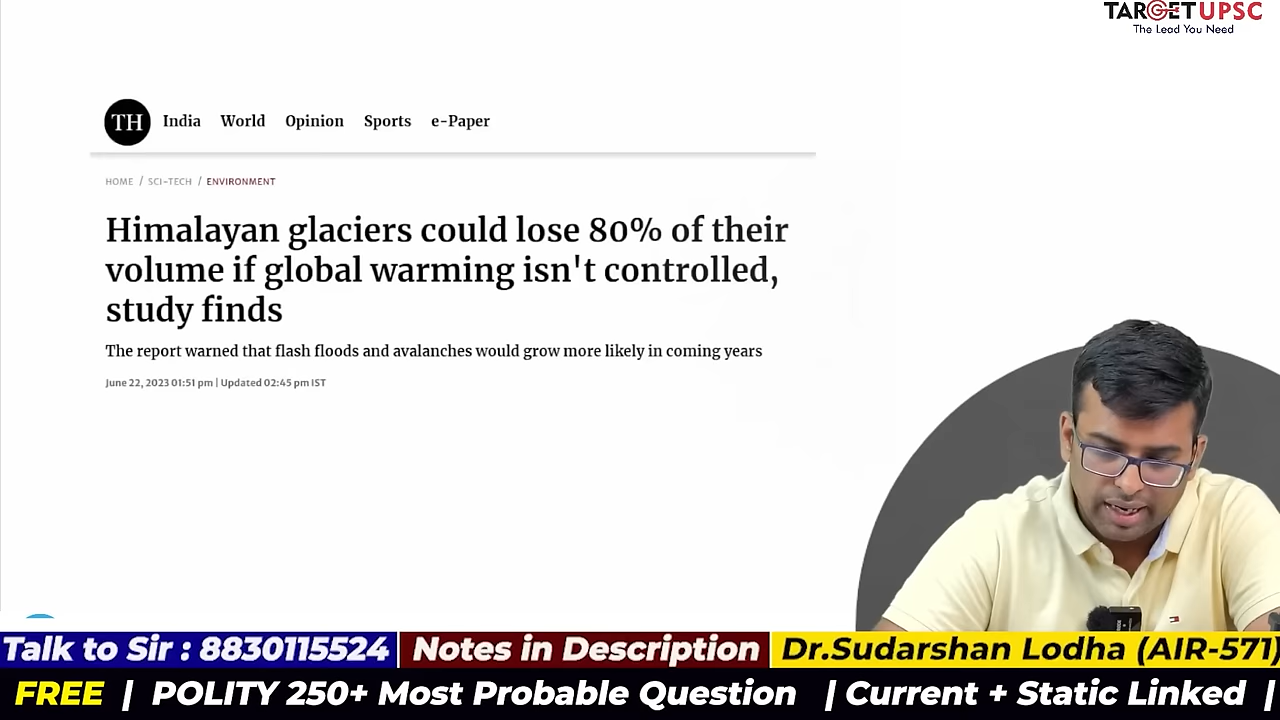 TARGETUPSC
The Lead You Need
TH India World Opinion Sports e-Paper
HOME / SCI-TECH / ENVIRONMENT
Himalayan glaciers could lose 80% of their
volume if global warming isn't controlled,
study finds
The report warned that flash floods and avalanches would grow more likely in coming years
June 22, 2023 01:51 pm | Updated 02:45 pm IST
Talk to Sir : 8830115524 Notes in Description Dr.Sudarshan Lodha (AIR-571)
FREE | POLITY 250+ Most Probable Question | Current + Static Linked |